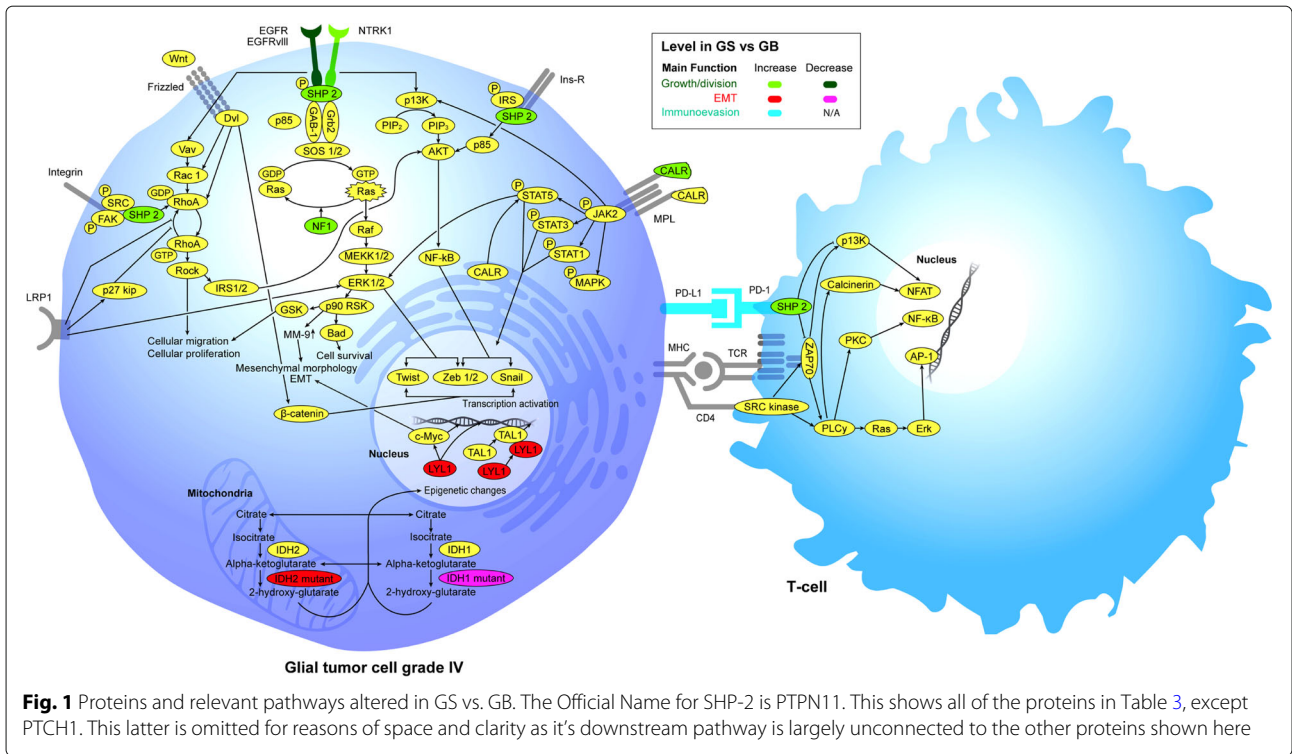 EGFR
EGFRvIII
NTRK1
Wnt
Frizzled
Ins-R
Level in GS vs GB
Main Function Increase Decrease
Growth/division
EMT
Immunoevasion N/A
P
SHP 2
GAB-1
Grb2
p85
SOS 1/2
Dvl
Vav
Rac 1
p13K
PIP2
PIP3
AKT
P
IRS
SHP 2
p85
Integrin
P
SRC
FAK
P
SHP 2
GDP
RhoA
RhoA
GTP
Rock
IRS1/2
p27 kip
LRP1
GDP
Ras
GTP
Ras
NF1
Raf
MEKK1/2
ERK1/2
NF-kB
CALR
P
STAT5
P
STAT3
P
STAT1
P
JAK2
P
MAPK
CALR
CALR
MPL
GSK
p90 RSK
MM-9
Bad
Cell survival
Cellular migration
Cellular proliferation
Mesenchymal morphology
EMT
Twist
Zeb 1/2
Snail
Transcription activation
β-catenin
c-Myc
TAL1
TAL1
LYL1
LYL1
LYL1
Nucleus
Epigenetic changes
Mitochondria
Citrate
Citrate
Isocitrate
Isocitrate
IDH2
IDH1
Alpha-ketoglutarate
Alpha-ketoglutarate
IDH2 mutant
IDH1 mutant
2-hydroxy-glutarate
2-hydroxy-glutarate
Glial tumor cell grade IV
PD-L1
PD-1
SHP 2
MHC
TCR
CD4
ZAP70
SRC kinase
p13K
Calcinerin
PKC
PLCy
Ras
Erk
Nucleus
NFAT
NF-κB
AP-1
T-cell
Fig. 1 Proteins and relevant pathways altered in GS vs. GB. The Official Name for SHP-2 is PTPN11. This shows all of the proteins in Table 3, except
PTCH1. This latter is omitted for reasons of space and clarity as it's downstream pathway is largely unconnected to the other proteins shown here